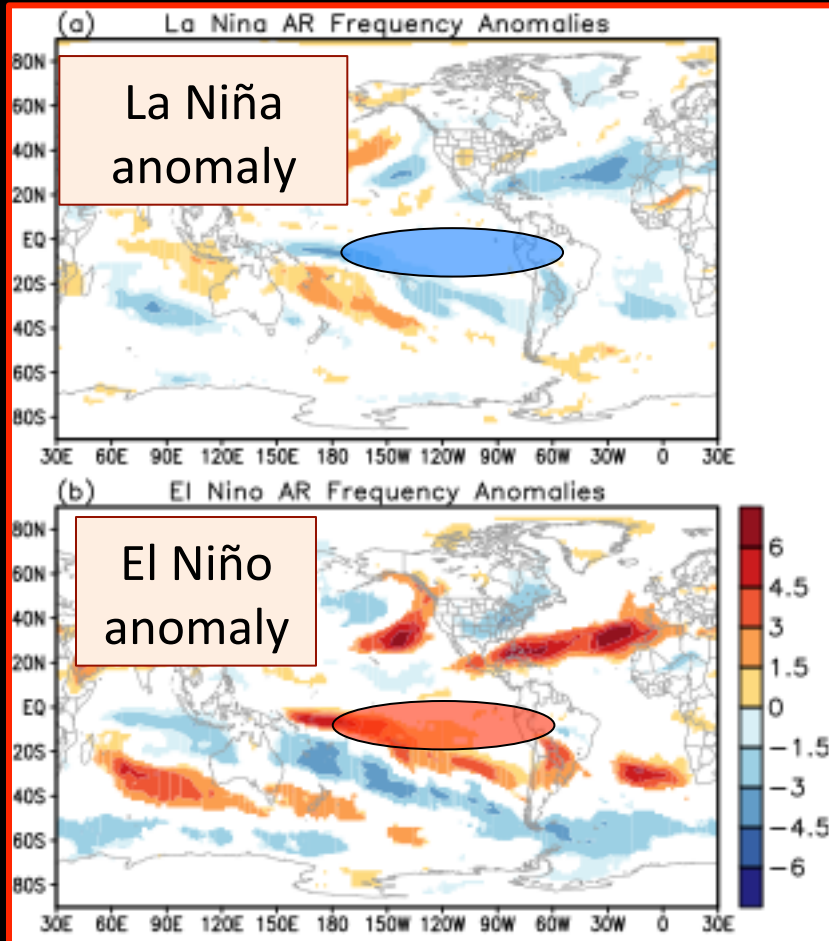 (a) La Nina AR Frequency Anomalies
80N
60N
40N
20N
EQ
20S
40S
60S
80S
La Niña
anomaly
30E 60E 90E 120E 150E 180 150W 120W 90W 60W 30W 0 30E
(b) El Nino AR Frequency Anomalies
80N
60N
40N
20N
EQ
20S
40S
60S
80S
El Niño
anomaly
30E 60E 90E 120E 150E 180 150W 120W 90W 60W 30W 0 30E
6
4.5
3
1.5
0
−1.5
−3
−4.5
−6